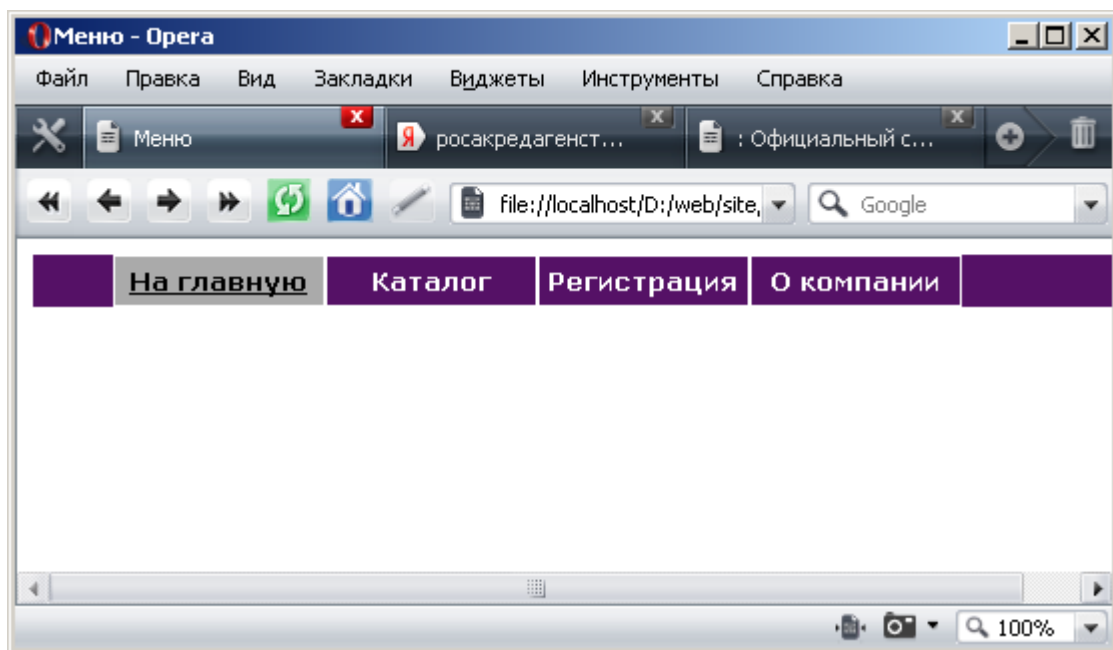 Меню - Opera
Файл Правка Вид Закладки Виджеты Инструменты Справка
Меню Я росакредагенст... : Официальный с...
file://localhost/D:/web/site, Google
На главную Каталог Регистрация О компании
100%